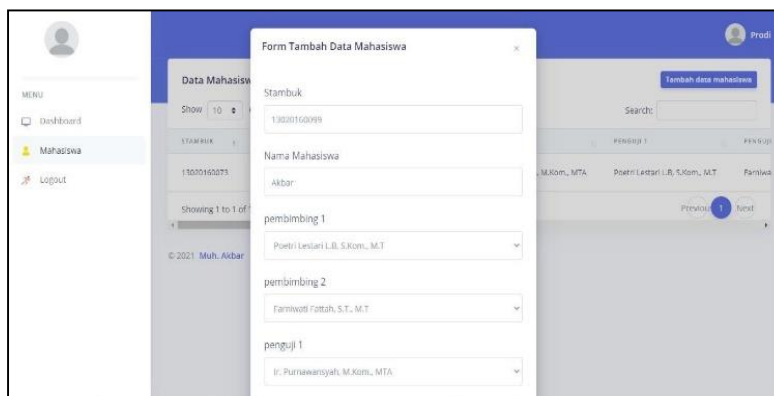 Prodi
MENU
Dashboard
Mahasiswa
Logout
Data Mahasisw
Tambah data mahasiswa
Show 10
Search:
STAMBUK
PENGUJI 1
PENGUJI
13020160073
, M.Kom., MTA
Poetri Lestari L.B, S.Kom., M.T
Farniwa
Showing 1 to 1 of
Previou
1
Next
© 2021 Muh. Akbar
Form Tambah Data Mahasiswa
×
Stambuk
13020160099
Nama Mahasiswa
Akbar
pembimbing 1
Poetri Lestari L.B, S.Kom., M.T
pembimbing 2
Farniwati Fattah, S.T., M.T
penguji 1
Ir. Purnawansyah, M.Kom., MTA